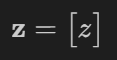 𝐳 = [𝑧]